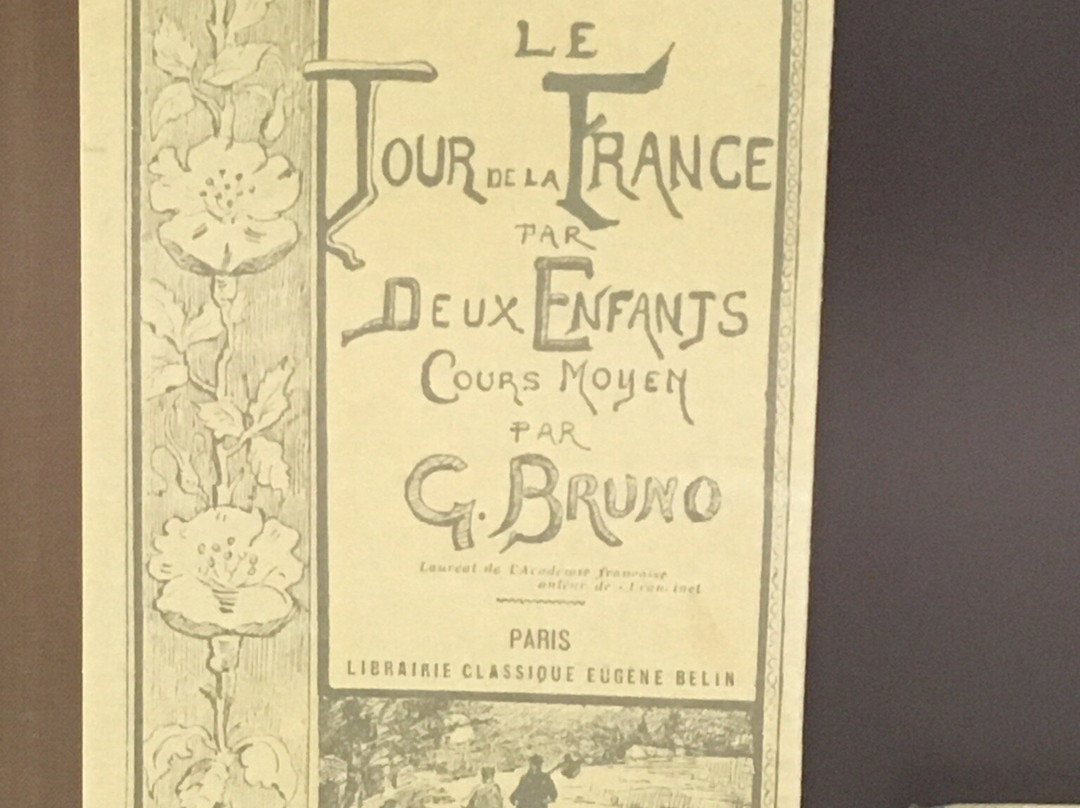 LE
TOUR DE LA FRANCE
PAR
DEUX ENFANTS
COURS MOYEN
PAR
G. BRUNO
Lauréat de l'Académie française
auteur de « Francinet
PARIS
LIBRAIRIE CLASSIQUE EUGÈNE BELIN